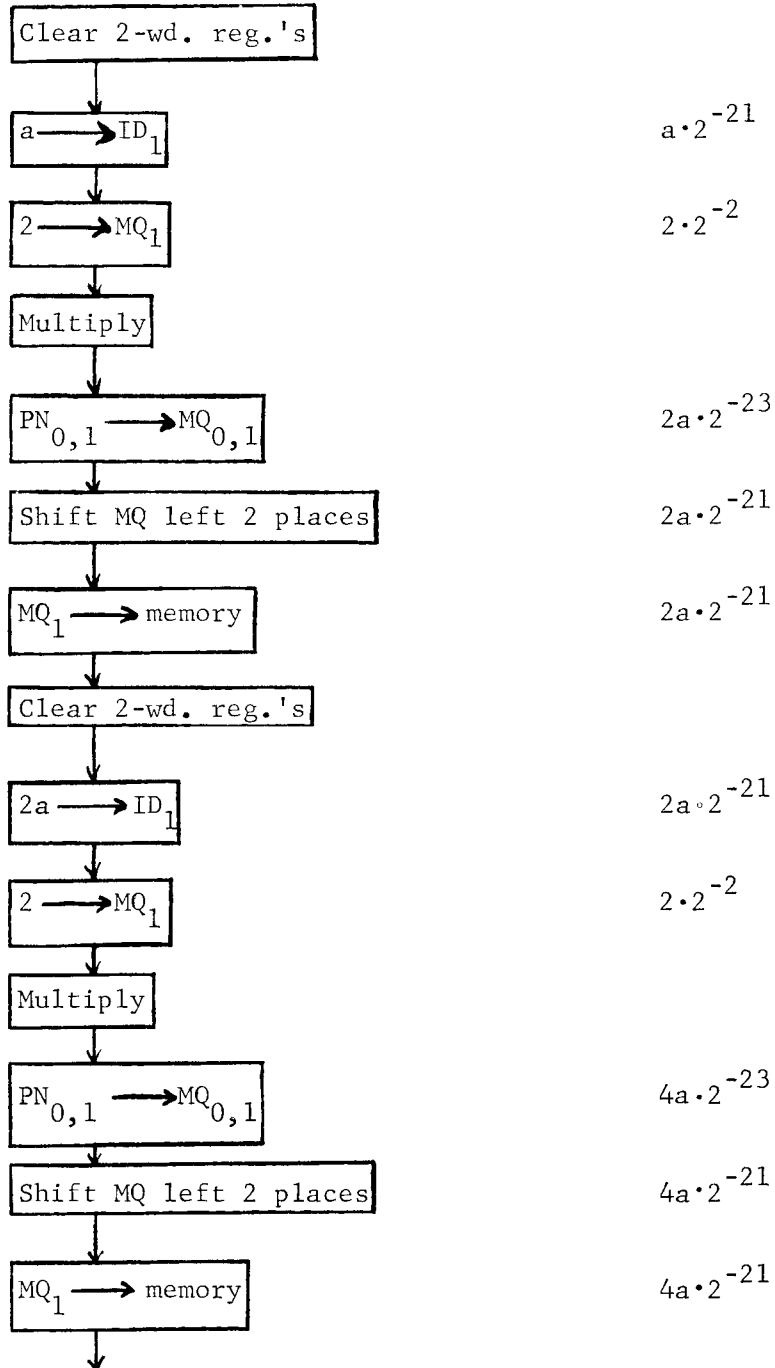 Clear 2-wd. reg.'s
a → ID₁ a·2⁻²¹
2 → MQ₁ 2·2⁻²
Multiply
PN₀,₁ → MQ₀,₁ 2a·2⁻²³
Shift MQ left 2 places 2a·2⁻²¹
MQ₁ → memory 2a·2⁻²¹
Clear 2-wd. reg.'s
2a → ID₁ 2a·2⁻²¹
2 → MQ₁ 2·2⁻²
Multiply
PN₀,₁ → MQ₀,₁ 4a·2⁻²³
Shift MQ left 2 places 4a·2⁻²¹
MQ₁ → memory 4a·2⁻²¹